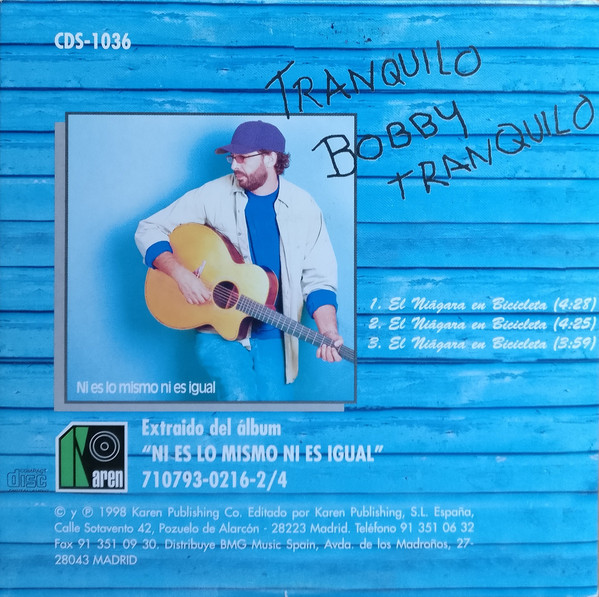 CDS-1036
TRANQUILO
BOBBY
TRANQUILO
1. El Niágara en Bicicleta (4:28)
2. El Niágara en Bicicleta (4:25)
3. El Niágara en Bicicleta (3:59)
Ni es lo mismo ni es igual
Extraido del álbum
“NI ES LO MISMO NI ES IGUAL”
710793-0216-2/4
Karen
COMPACT
disc
© y ℗ 1998 Karen Publishing Co. Editado por Karen Publishing, S.L. España,
Calle Sotavento 42, Pozuelo de Alarcón - 28223 Madrid. Teléfono 91 351 06 32
Fax 91 351 09 30. Distribuye BMG Music Spain, Avda. de los Madroños, 27-
28043 MADRID